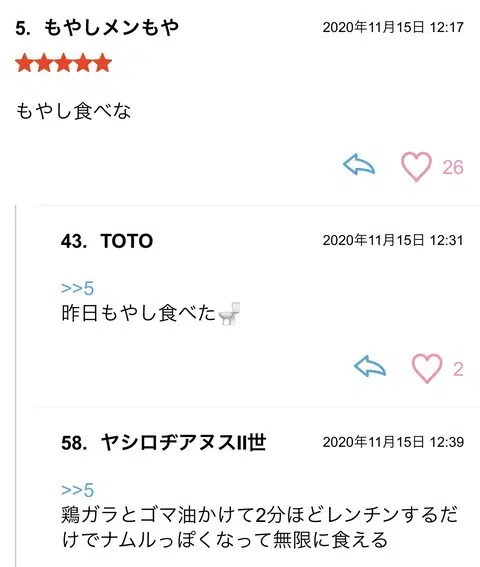 5. もやしメンもや 2020年11月15日 12:17
★★★★★
もやし食べな
26
43. TOTO 2020年11月15日 12:31
>>5
昨日もやし食べた🚽
2
58. ヤシロヂアヌスII世 2020年11月15日 12:39
>>5
鶏ガラとゴマ油かけて2分ほどレンチンするだ
けでナムルっぽくなって無限に食える